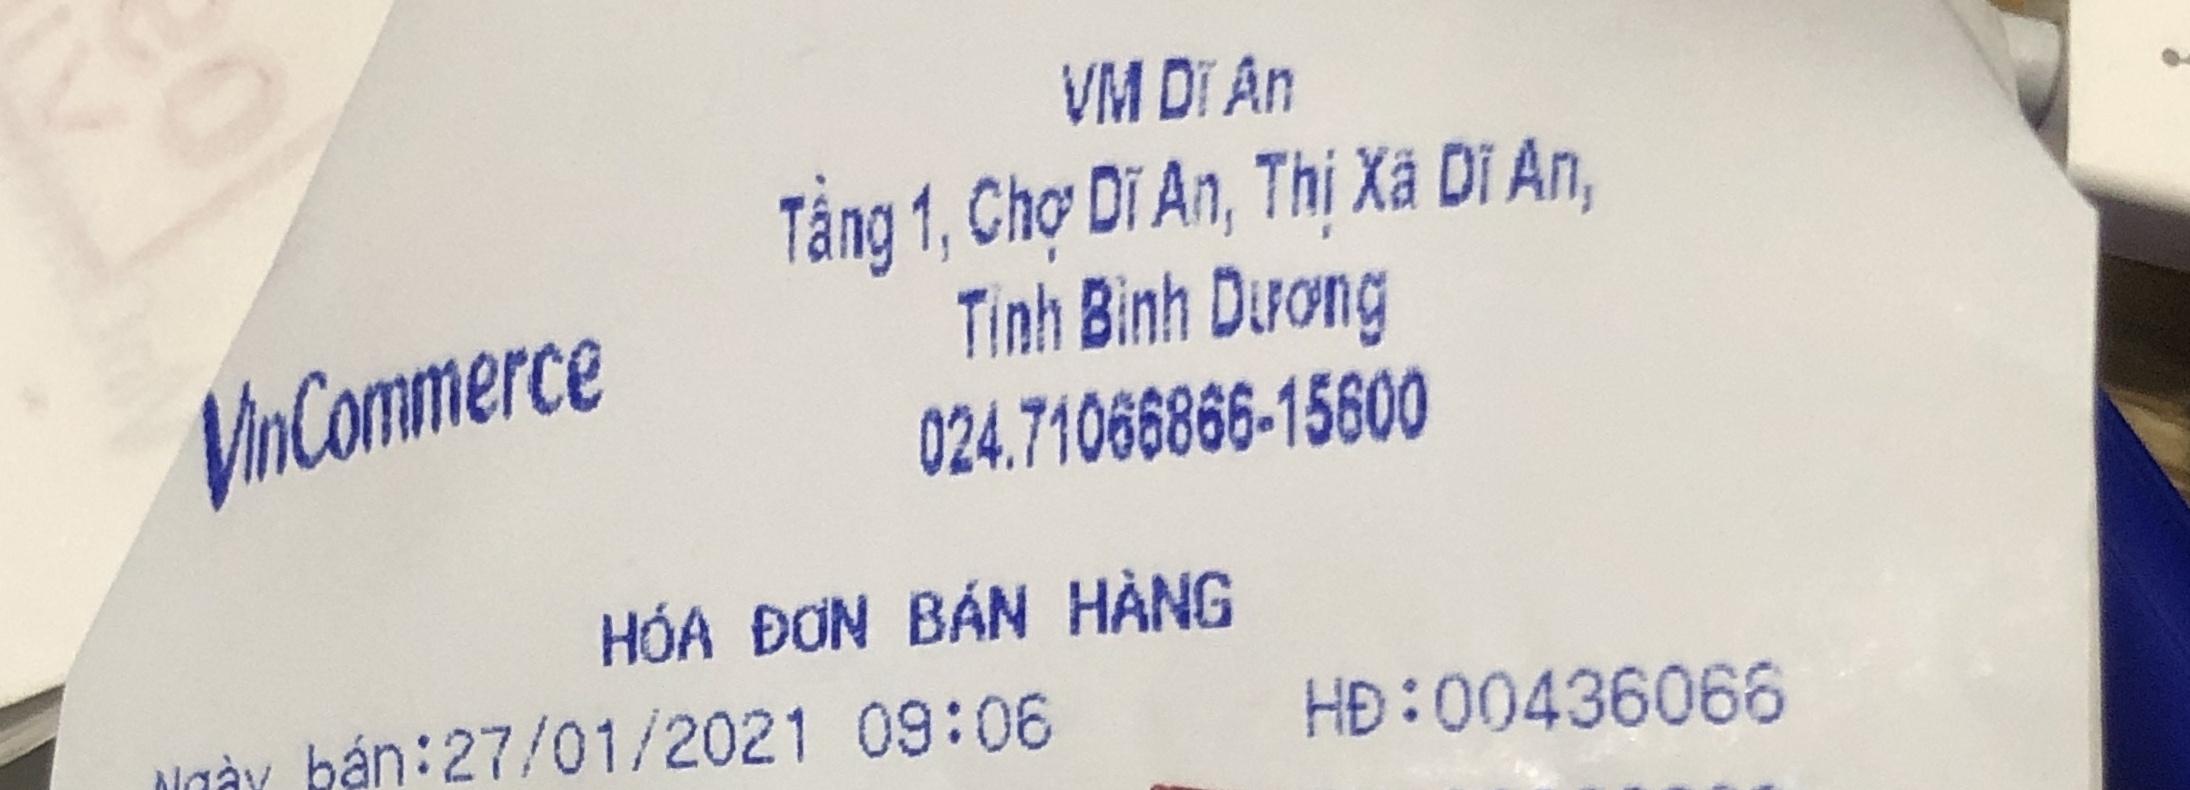 VM Dĩ An
Tầng 1, Chợ Dĩ An, Thị Xã Dĩ An,
Tỉnh Bình Dương
VinCommerce
024.71066866-15600
HÓA ĐƠN BÁN HÀNG
Ngày bán:27/01/2021 09:06 HĐ:00436066